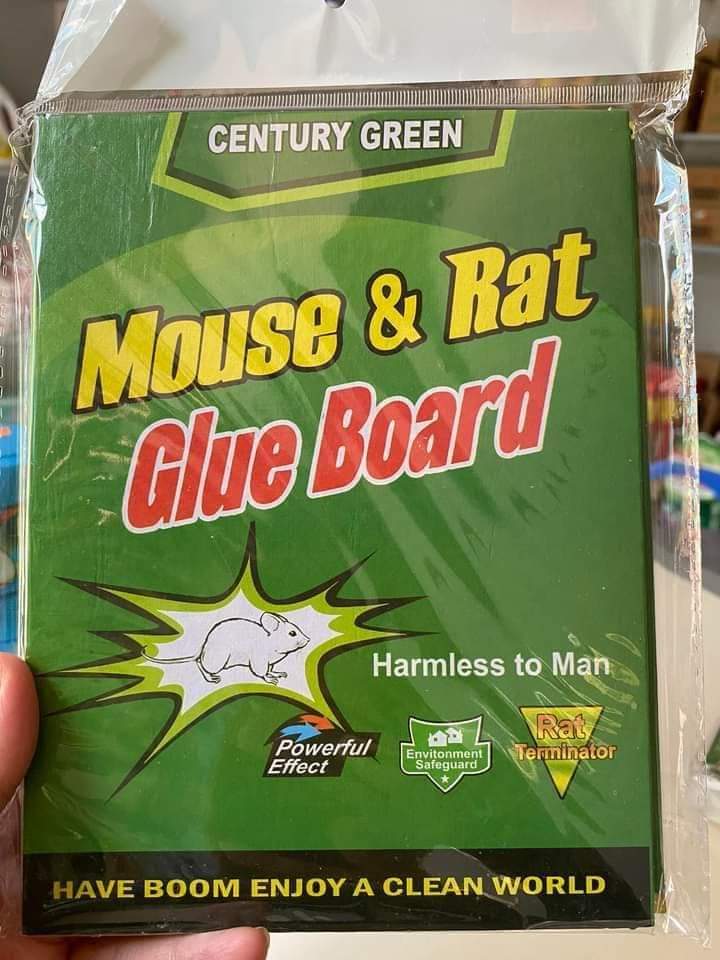 CENTURY GREEN
Mouse & Rat
Glue Board
Harmless to Man
Powerful
Effect
Envitonment
Safeguard
Rat
Terminator
HAVE BOOM ENJOY A CLEAN WORLD